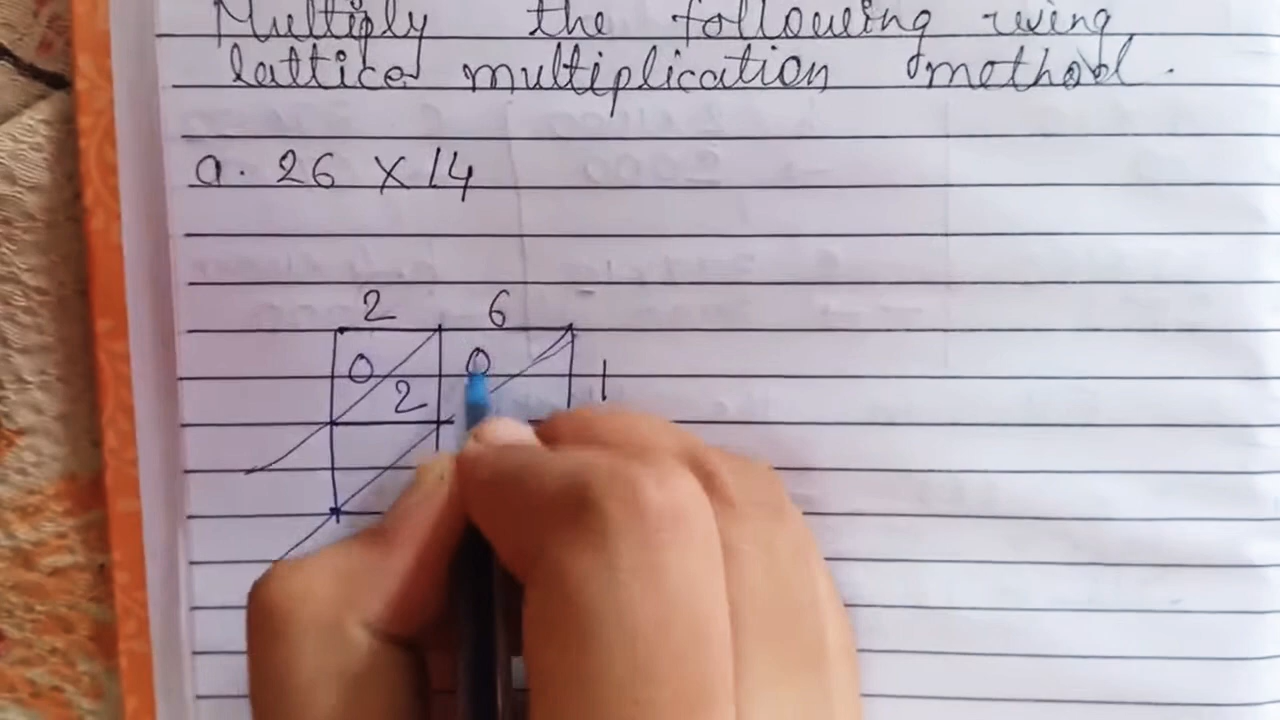 Multiply the following using
lattice multiplication method.
a. 26 X 14
2 6
0 0 1
2